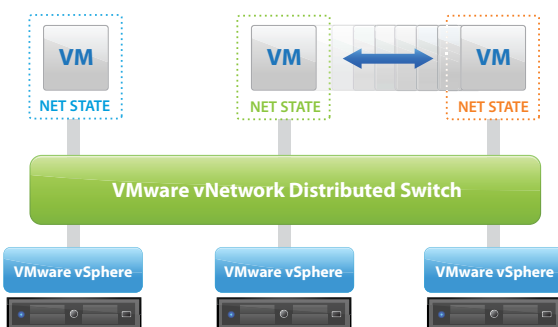 VM
VM
VM
NET STATE
NET STATE
NET STATE
VMware vNetwork Distributed Switch
VMware vSphere
VMware vSphere
VMware vSphere